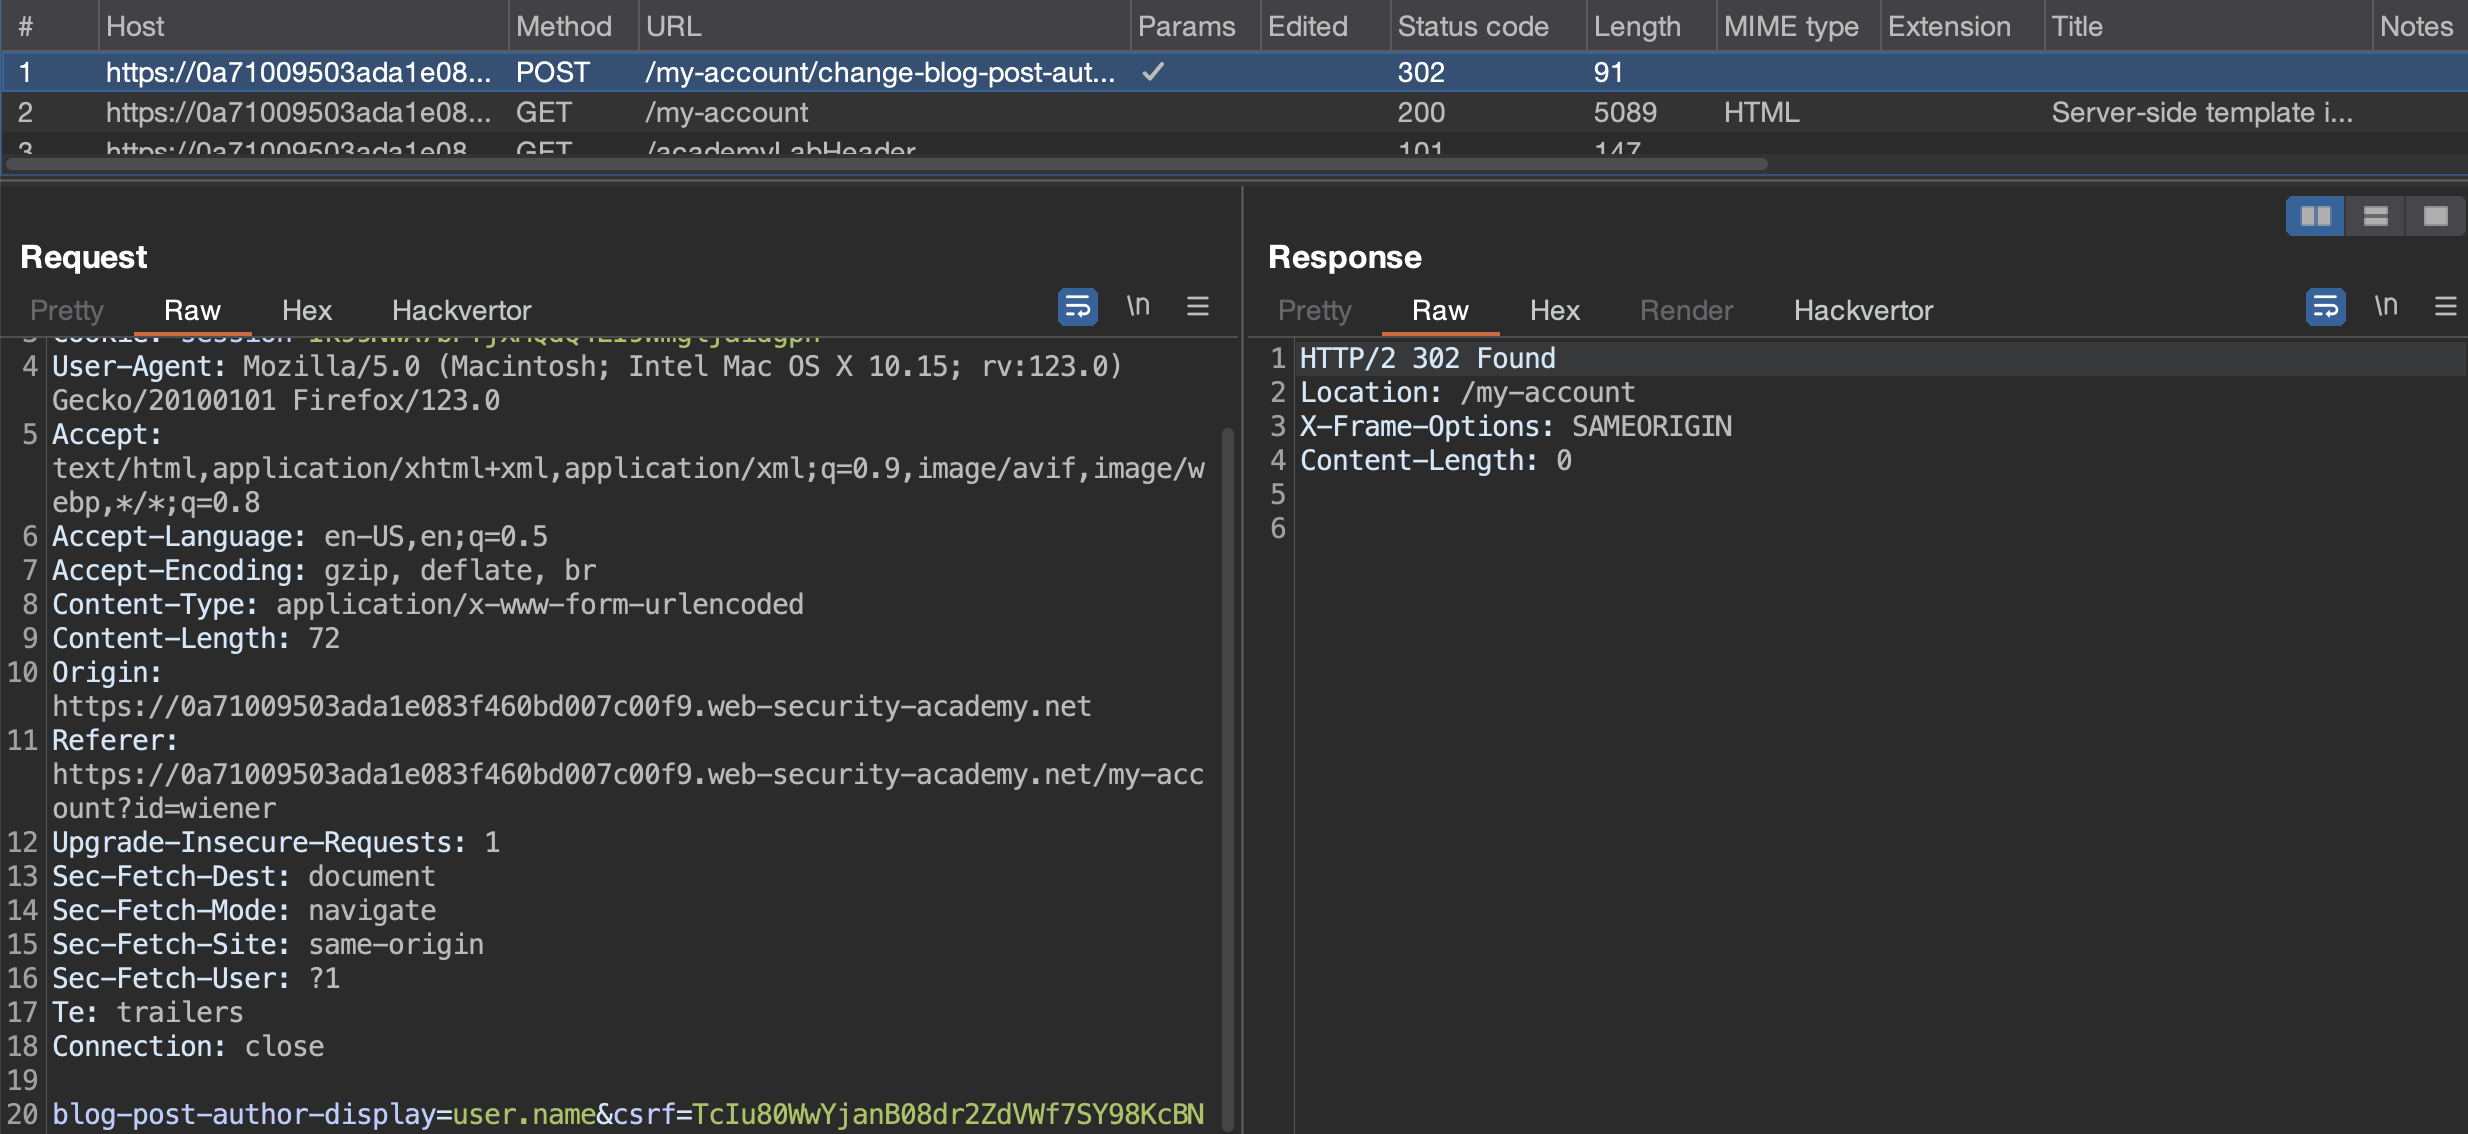 # Host Method URL Params Edited Status code Length MIME type Extension Title Notes
1 https://0a71009503ada1e08... POST /my-account/change-blog-post-aut... ✓ 302 91
2 https://0a71009503ada1e08... GET /my-account 200 5089 HTML Server-side template i...
3 https://0a71009503ada1e08 GET /academyLabHeader 101 147
Request
Pretty Raw Hex Hackvertor
\n
4 User-Agent: Mozilla/5.0 (Macintosh; Intel Mac OS X 10.15; rv:123.0)
Gecko/20100101 Firefox/123.0
5 Accept:
text/html,application/xhtml+xml,application/xml;q=0.9,image/avif,image/w
ebp,*/*;q=0.8
6 Accept-Language: en-US,en;q=0.5
7 Accept-Encoding: gzip, deflate, br
8 Content-Type: application/x-www-form-urlencoded
9 Content-Length: 72
10 Origin:
https://0a71009503ada1e083f460bd007c00f9.web-security-academy.net
11 Referer:
https://0a71009503ada1e083f460bd007c00f9.web-security-academy.net/my-acc
ount?id=wiener
12 Upgrade-Insecure-Requests: 1
13 Sec-Fetch-Dest: document
14 Sec-Fetch-Mode: navigate
15 Sec-Fetch-Site: same-origin
16 Sec-Fetch-User: ?1
17 Te: trailers
18 Connection: close
19
20 blog-post-author-display=user.name&csrf=TcIu80WwYjanB08dr2ZdVWf7SY98KcBN
Response
Pretty Raw Hex Render Hackvertor
\n
1 HTTP/2 302 Found
2 Location: /my-account
3 X-Frame-Options: SAMEORIGIN
4 Content-Length: 0
5
6